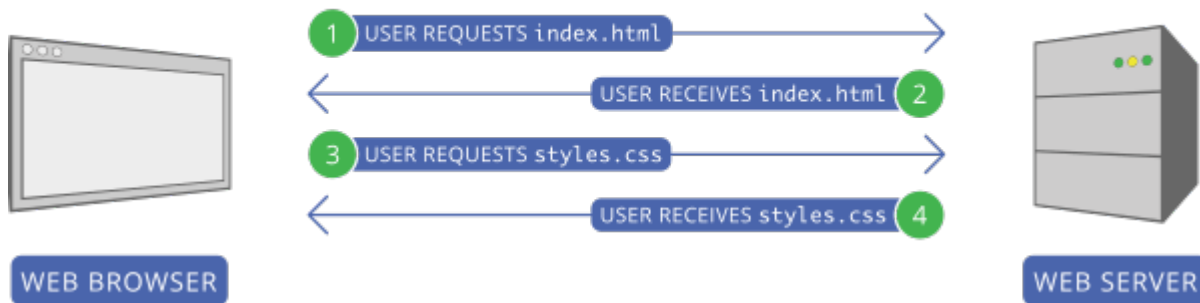 1 USER REQUESTS index.html
USER RECEIVES index.html 2
3 USER REQUESTS styles.css
USER RECEIVES styles.css 4
WEB BROWSER
WEB SERVER